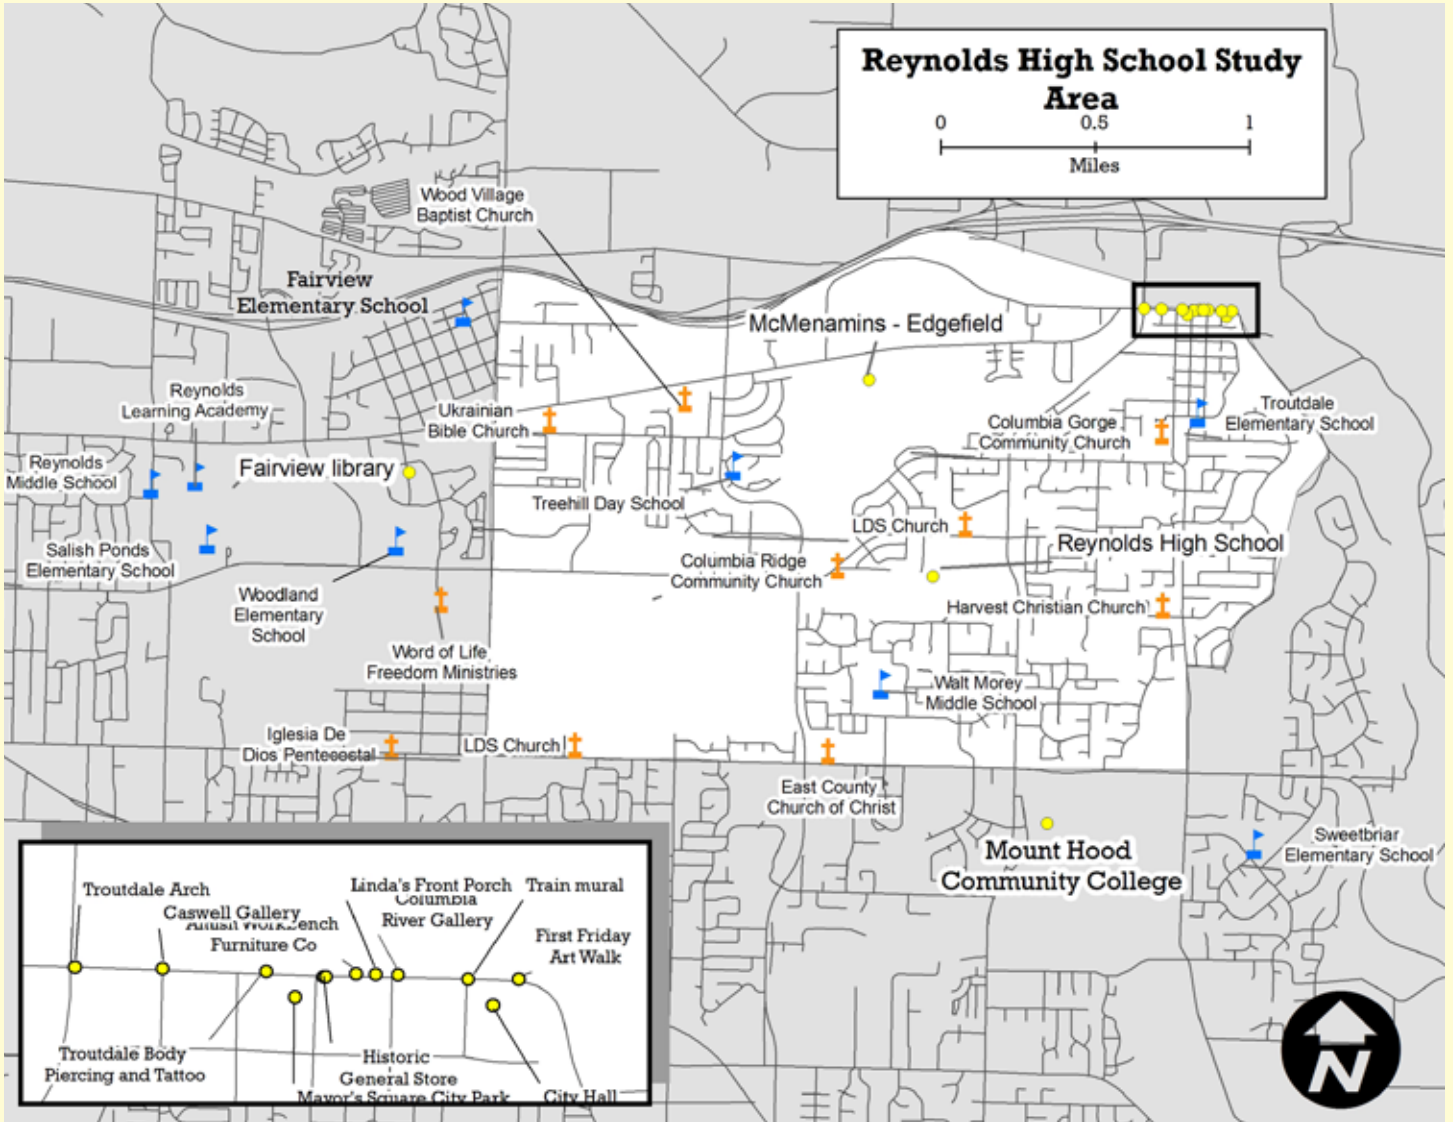 Reynolds High School Study
Area
0 0.5 1
Miles
Wood Village
Baptist Church
Fairview
Elementary School
McMenamins - Edgefield
Reynolds
Learning Academy
Ukrainian
Bible Church
Columbia Gorge
Community Church
Troutdale
Elementary School
Reynolds
Middle School
Fairview library
Treehill Day School
LDS Church
Reynolds High School
Salish Ponds
Elementary School
Columbia Ridge
Community Church
Woodland
Elementary
School
Harvest Christian Church
Word of Life
Freedom Ministries
Walt Morey
Middle School
Iglesia De
Dios Pentecostal
LDS Church
East County
Church of Christ
Mount Hood
Community College
Sweetbriar
Elementary School
Troutdale Arch
Caswell Gallery
Furniture Co
Linda's Front Porch
Columbia
River Gallery
Train mural
First Friday
Art Walk
Troutdale Body
Piercing and Tattoo
Historic
General Store
Mayor's Square City Park
City Hall
N